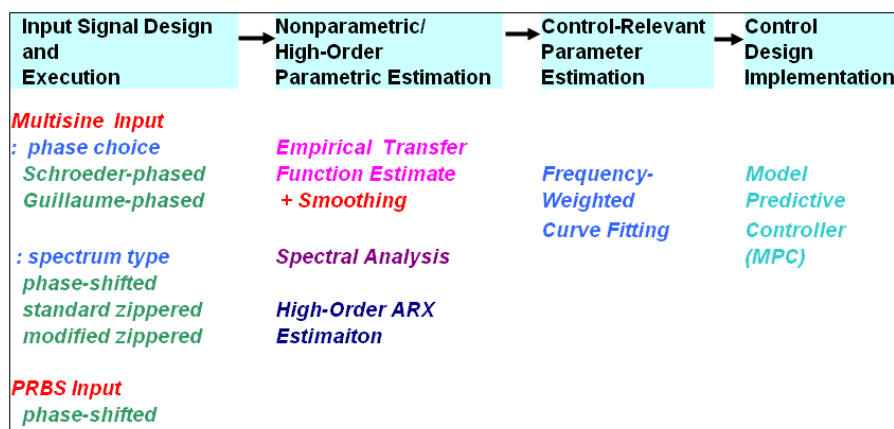 Input Signal Design
and
Execution
Nonparametric/
High-Order
Parametric Estimation
Control-Relevant
Parameter
Estimation
Control
Design
Implementation
Multisine Input
: phase choice
Schroeder-phased
Guillaume-phased
: spectrum type
phase-shifted
standard zippered
modified zippered
PRBS Input
phase-shifted
Empirical Transfer
Function Estimate
+ Smoothing
Spectral Analysis
High-Order ARX
Estimaiton
Frequency-
Weighted
Curve Fitting
Model
Predictive
Controller
(MPC)